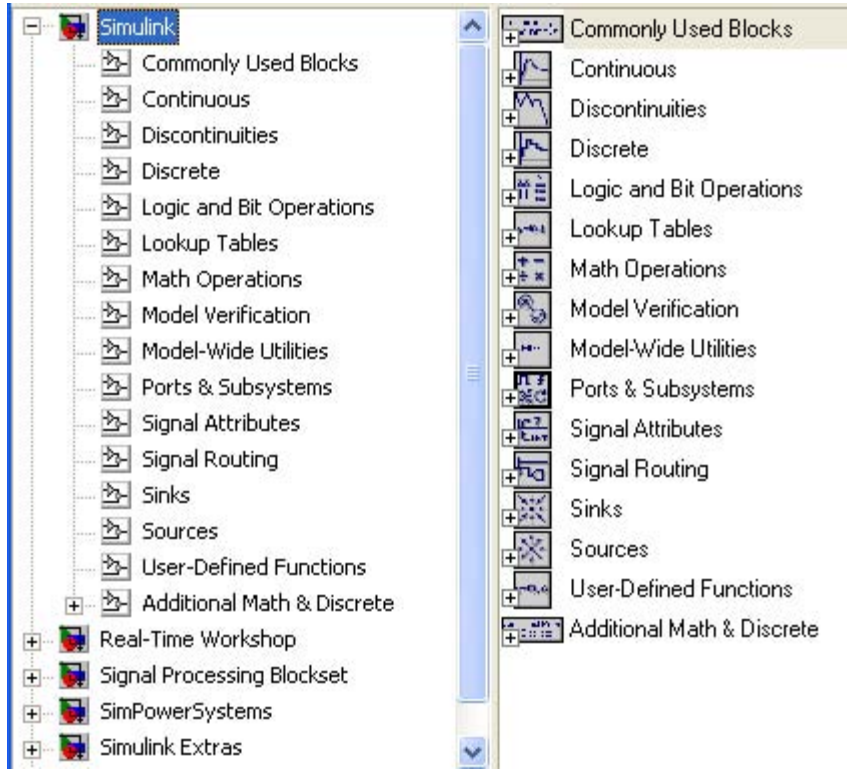 Simulink
Commonly Used Blocks
Continuous
Discontinuities
Discrete
Logic and Bit Operations
Lookup Tables
Math Operations
Model Verification
Model-Wide Utilities
Ports & Subsystems
Signal Attributes
Signal Routing
Sinks
Sources
User-Defined Functions
Additional Math & Discrete
Real-Time Workshop
Signal Processing Blockset
SimPowerSystems
Simulink Extras
Commonly Used Blocks
Continuous
Discontinuities
Discrete
Logic and Bit Operations
Lookup Tables
Math Operations
Model Verification
Model-Wide Utilities
Ports & Subsystems
Signal Attributes
Signal Routing
Sinks
Sources
User-Defined Functions
Additional Math & Discrete